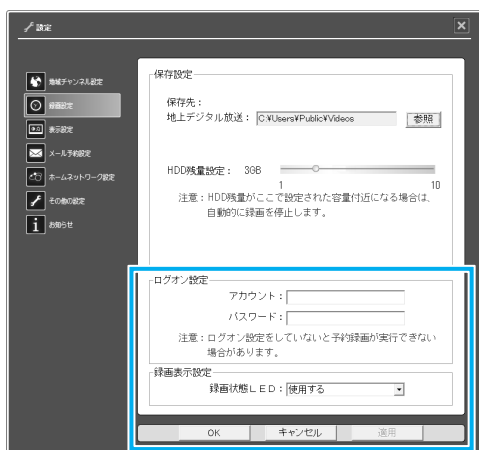 設定
地域チャンネル設定
録画設定
表示設定
メール予約設定
ホームネットワーク設定
その他の設定
お知らせ
保存設定
保存先：
地上デジタル放送： C:¥Users¥Public¥Videos 参照
HDD残量設定： 3GB
1 10
注意：HDD残量がここで設定された容量付近になる場合は、
自動的に録画を停止します。
ログオン設定
アカウント：
パスワード：
注意：ログオン設定をしていないと予約録画が実行できない
場合があります。
録画表示設定
録画状態ＬＥＤ：使用する
OK キャンセル 適用